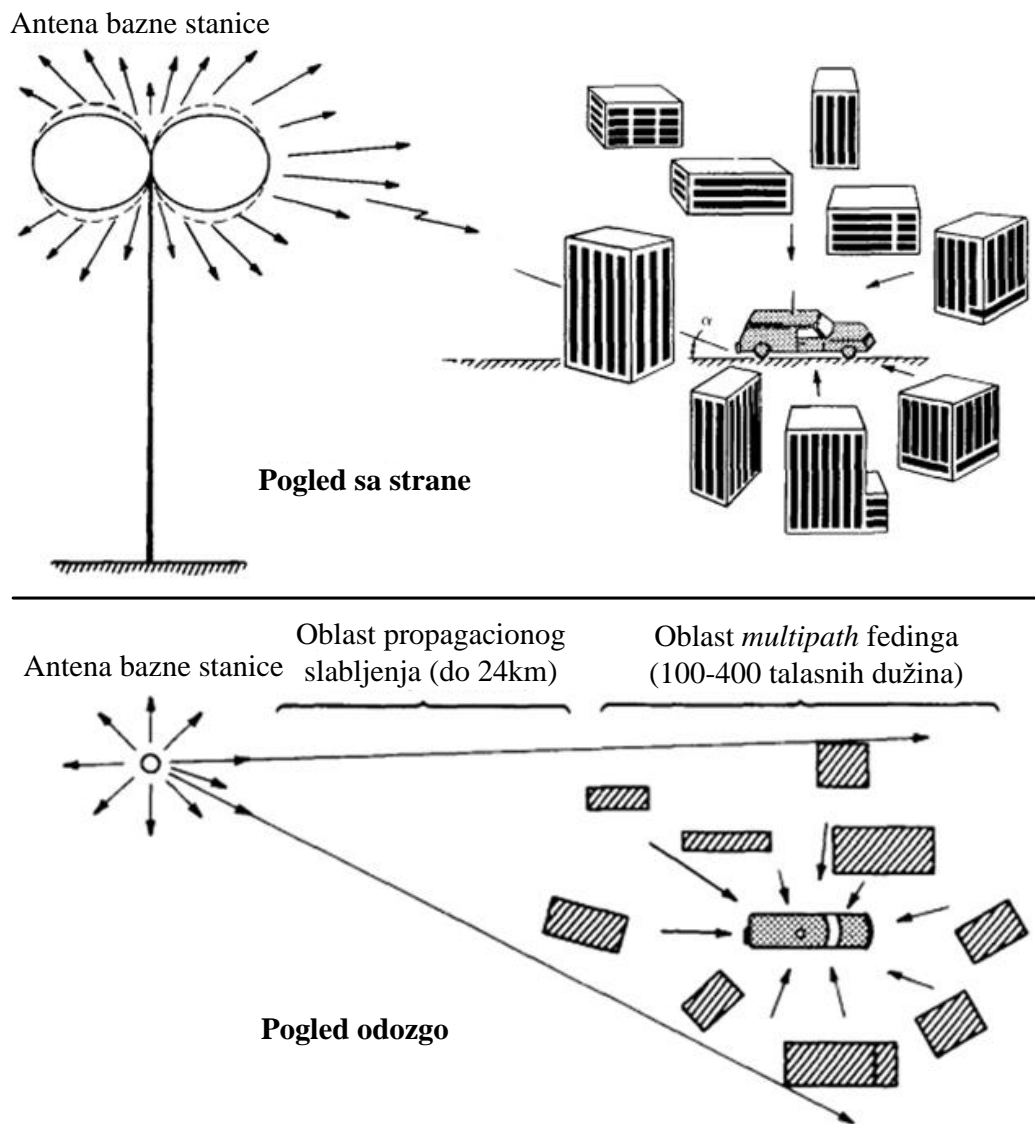 Antena bazne stanice
α
Pogled sa strane
Oblast propagacionog
slabljenja (do 24km)
Oblast multipath fedinga
(100-400 talasnih dužina)
Antena bazne stanice
Pogled odozgo